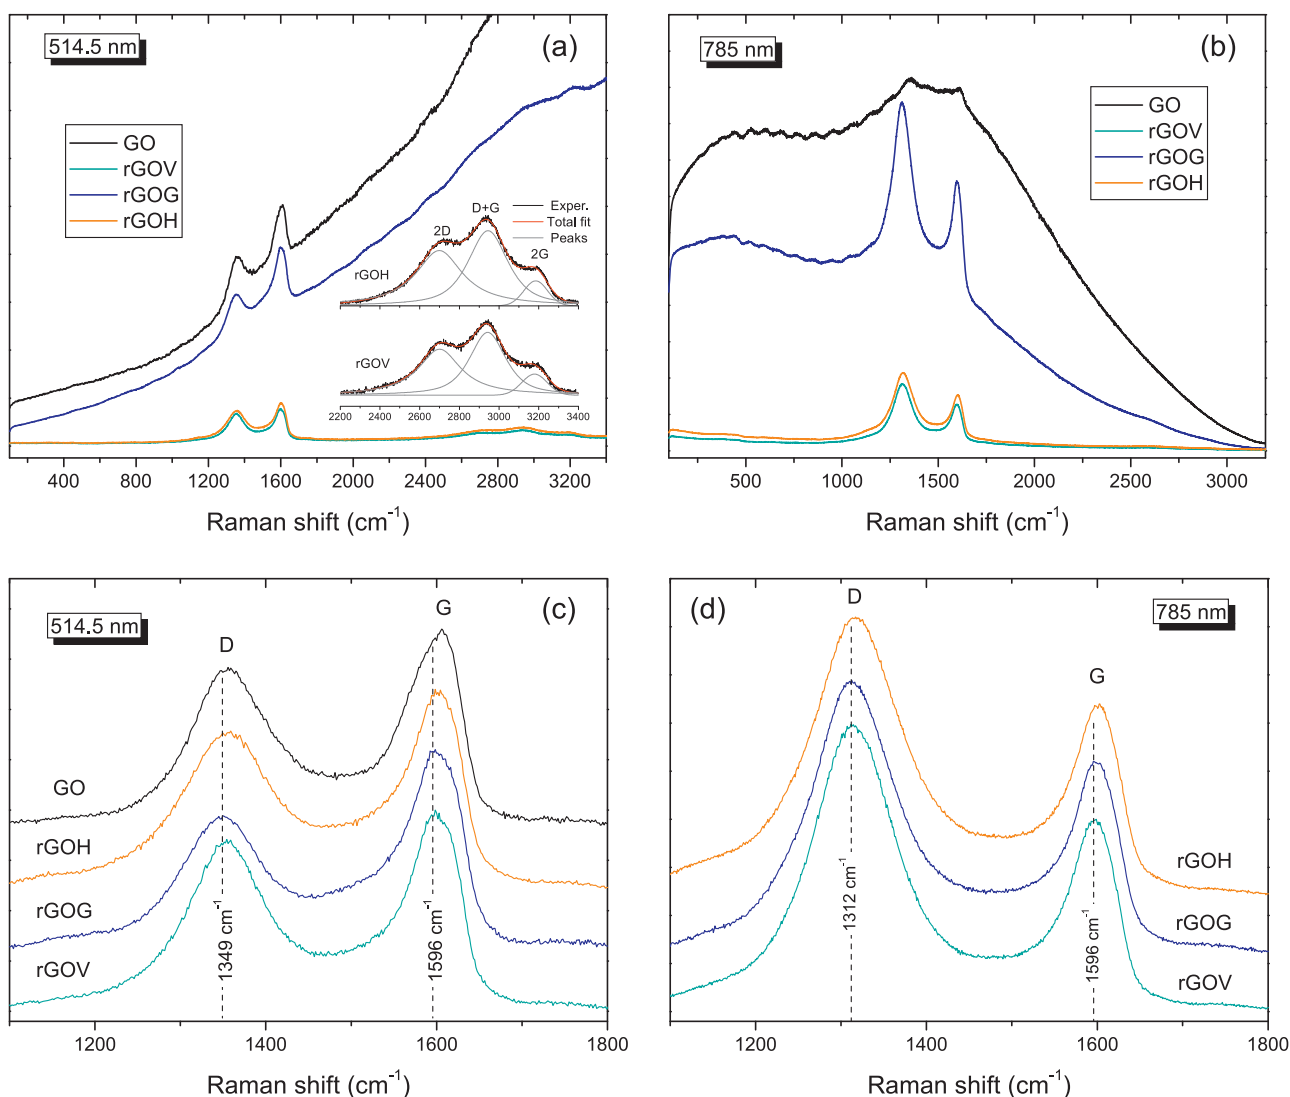 514.5 nm
(a)
GO
rGOV
rGOG
rGOH
Exper.
Total fit
Peaks
D+G
2D
2G
rGOH
rGOV
2200 2400 2600 2800 3000 3200 3400
400 800 1200 1600 2000 2400 2800 3200
Raman shift (cm⁻¹)
785 nm
(b)
GO
rGOV
rGOG
rGOH
500 1000 1500 2000 2500 3000
Raman shift (cm⁻¹)
514.5 nm
(c)
D
G
GO
rGOH
rGOG
rGOV
1349 cm⁻¹
1596 cm⁻¹
1200 1400 1600 1800
Raman shift (cm⁻¹)
(d)
785 nm
D
G
rGOH
rGOG
rGOV
1312 cm⁻¹
1596 cm⁻¹
1200 1400 1600 1800
Raman shift (cm⁻¹)